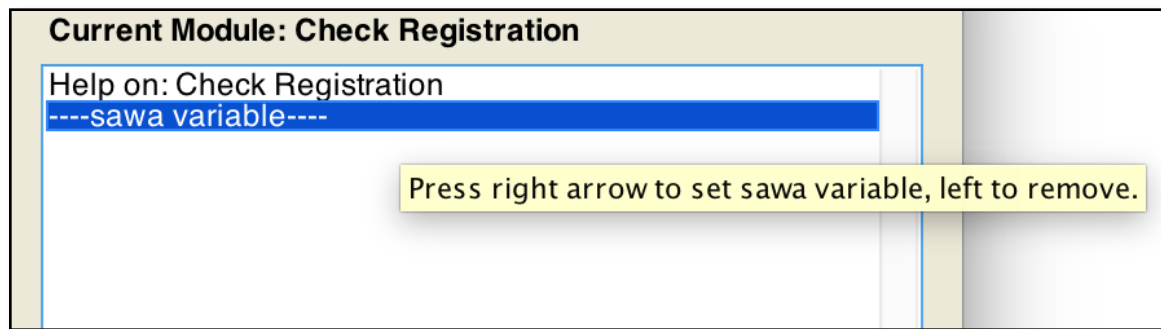 Current Module: Check Registration
Help on: Check Registration
----sawa variable----
Press right arrow to set sawa variable, left to remove.